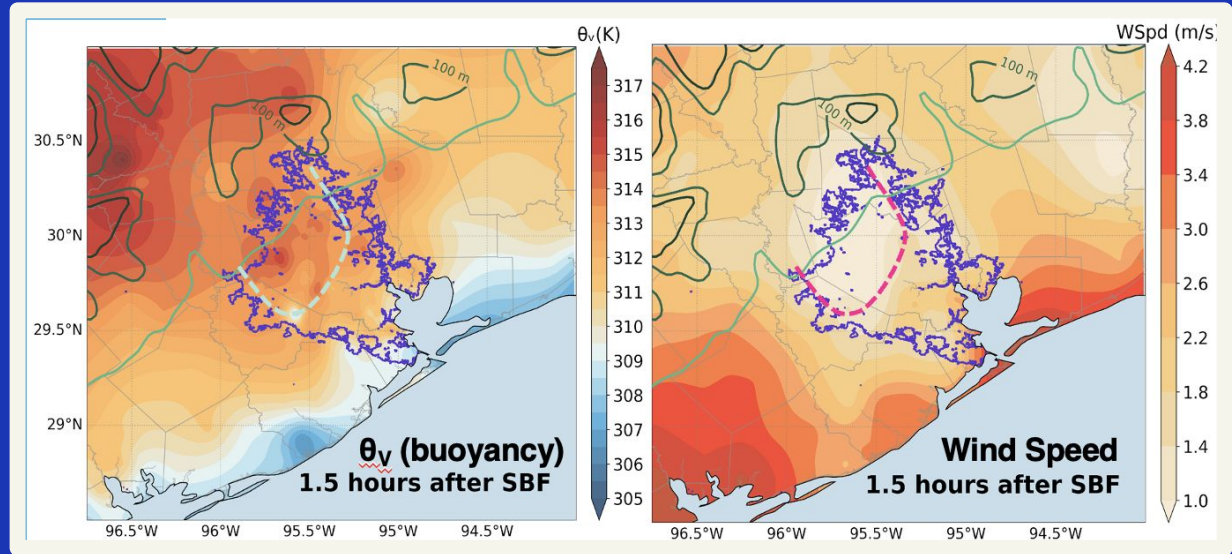 θᵥ(K)
317
316
315
314
313
312
311
310
309
308
307
306
305
30.5°N
30°N
29.5°N
29°N
96.5°W
96°W
95.5°W
95°W
94.5°W
100 m
100 m
θᵥ (buoyancy)
1.5 hours after SBF
WSpd (m/s)
4.2
3.8
3.4
3.0
2.6
2.2
1.8
1.4
1.0
96.5°W
96°W
95.5°W
95°W
94.5°W
100 m
100 m
Wind Speed
1.5 hours after SBF